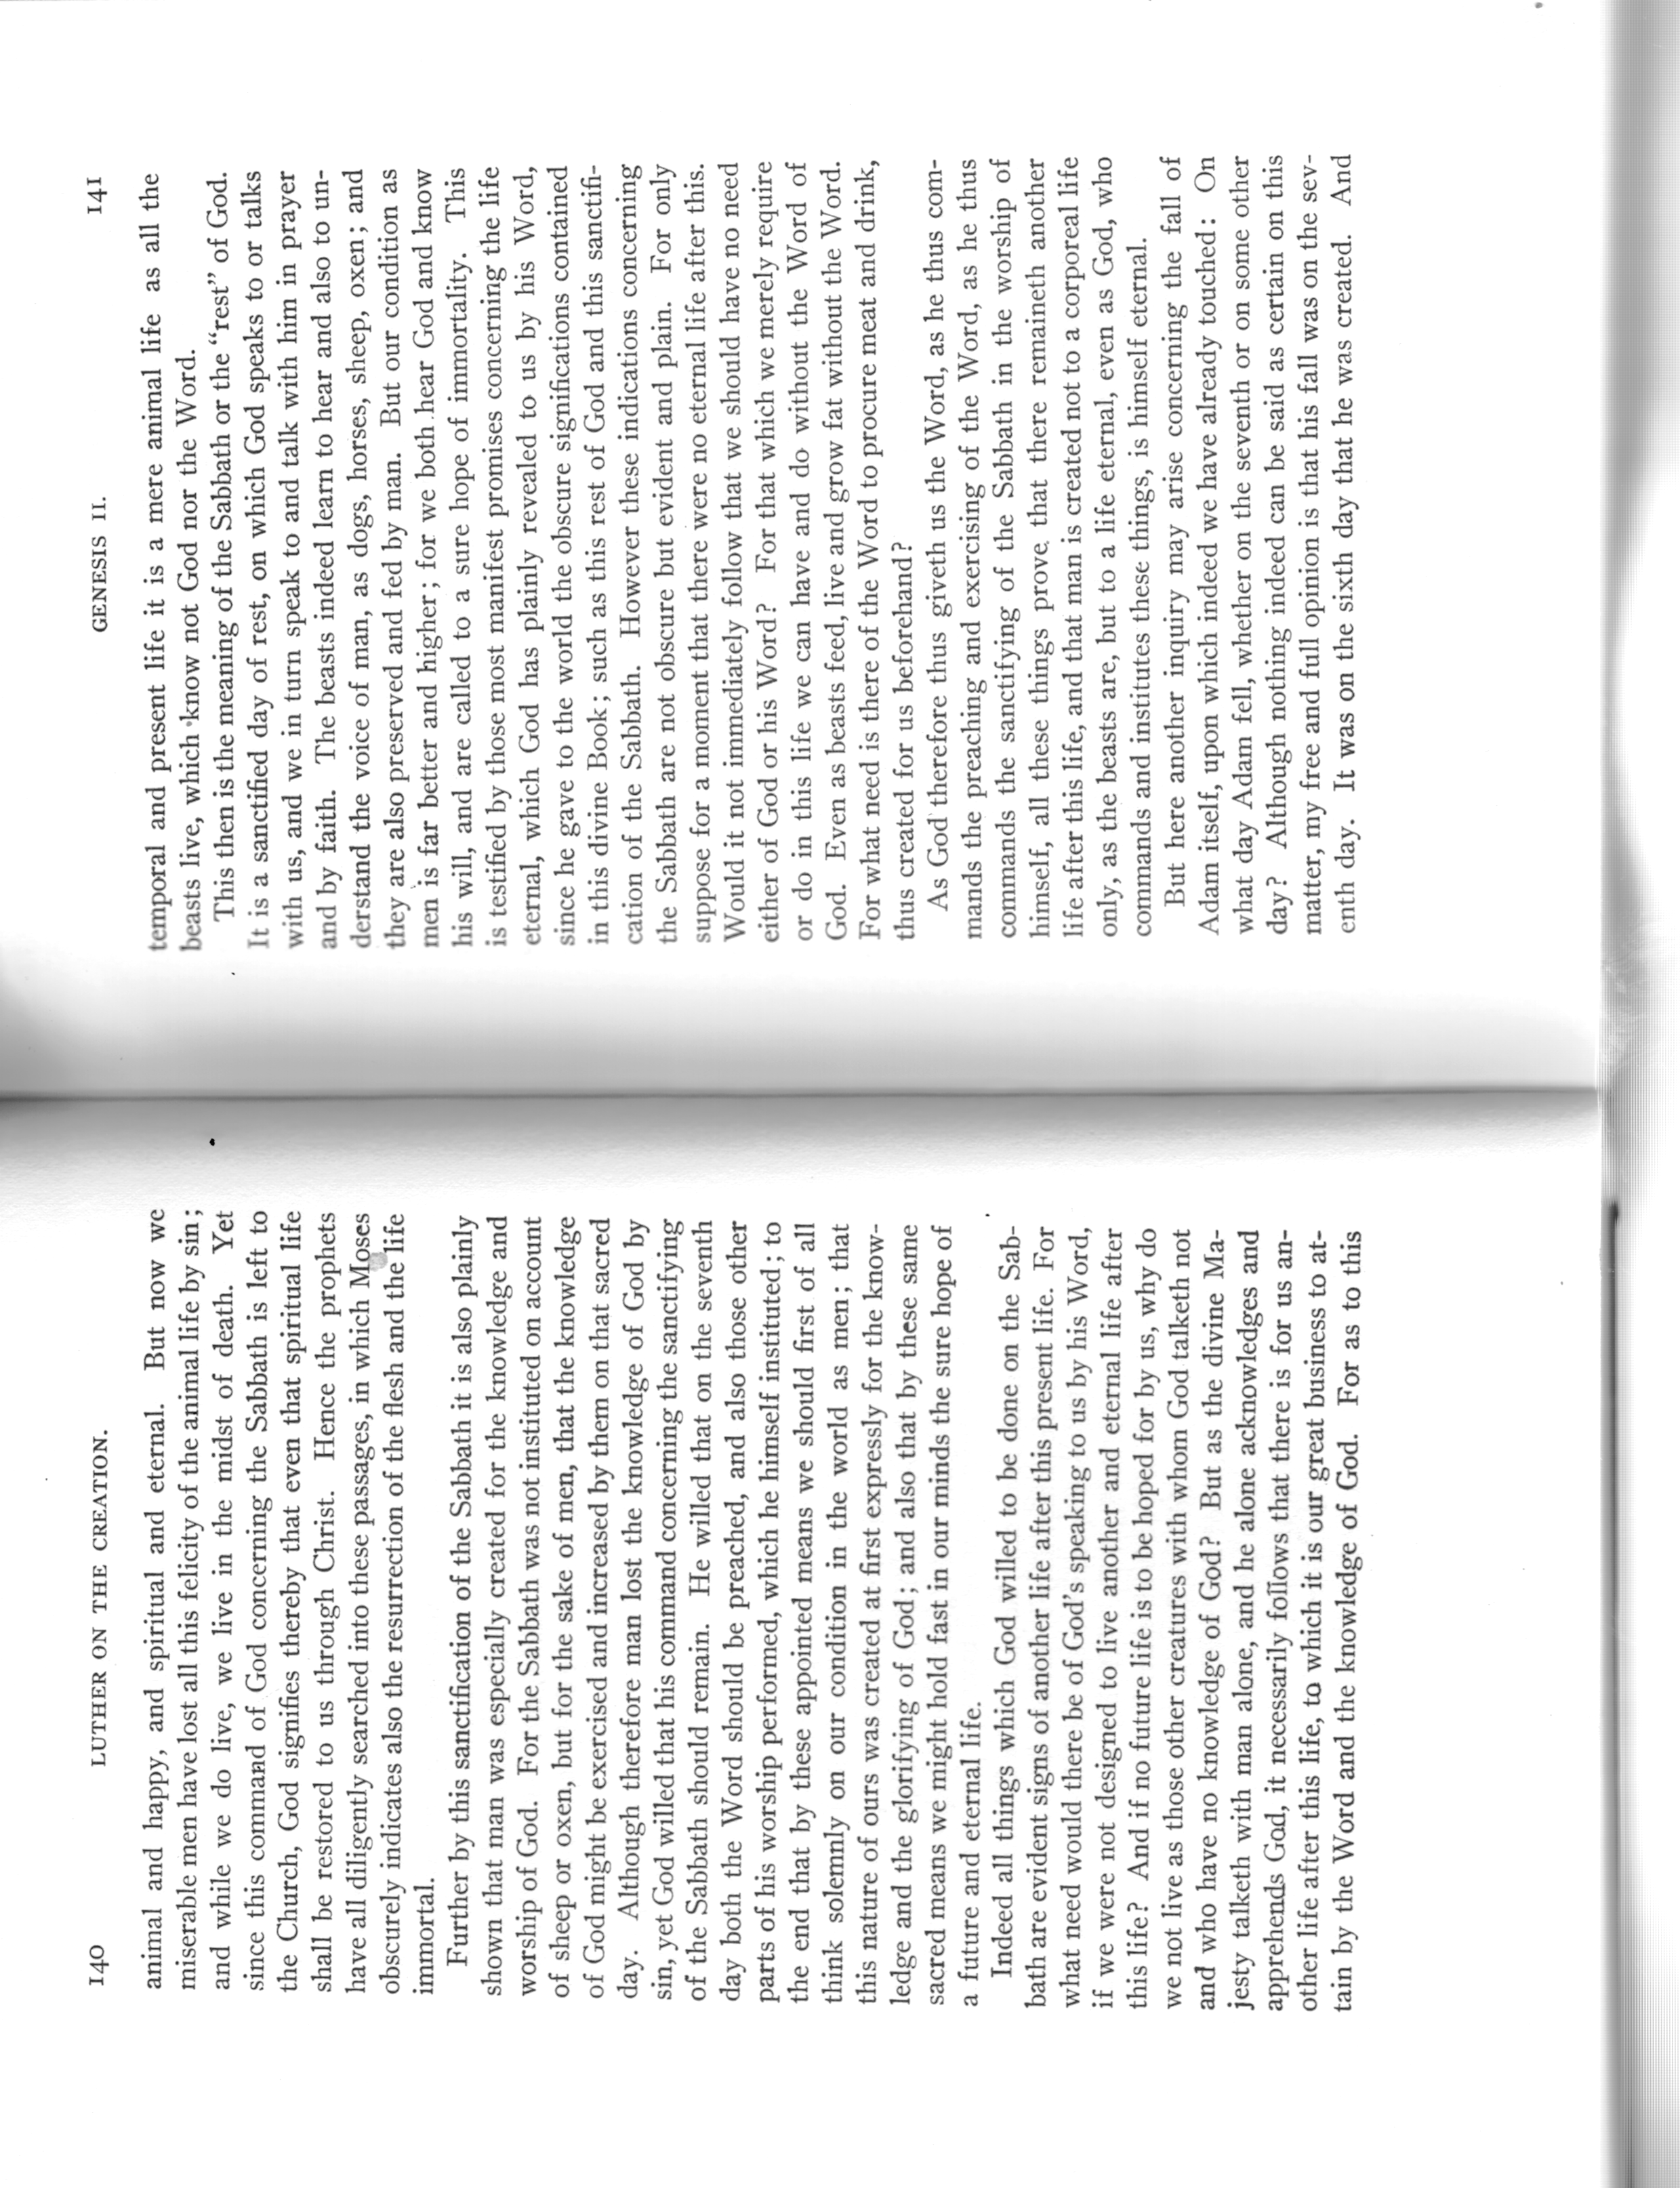 140 LUTHER ON THE CREATION.
animal and happy, and spiritual and eternal. But now we
miserable men have lost all this felicity of the animal life by sin;
and while we do live, we live in the midst of death. Yet
since this command of God concerning the Sabbath is left to
the Church, God signifies thereby that even that spiritual life
shall be restored to us through Christ. Hence the prophets
have all diligently searched into these passages, in which Moses
obscurely indicates also the resurrection of the flesh and the life
immortal.
Further by this sanctification of the Sabbath it is also plainly
shown that man was especially created for the knowledge and
worship of God. For the Sabbath was not instituted on account
of sheep or oxen, but for the sake of men, that the knowledge
of God might be exercised and increased by them on that sacred
day. Although therefore man lost the knowledge of God by
sin, yet God willed that his command concerning the sanctifying
of the Sabbath should remain. He willed that on the seventh
day both the Word should be preached, and also those other
parts of his worship performed, which he himself instituted; to
the end that by these appointed means we should first of all
think solemnly on our condition in the world as men; that
this nature of ours was created at first expressly for the know-
ledge and the glorifying of God; and also that by these same
sacred means we might hold fast in our minds the sure hope of
a future and eternal life.
Indeed all things which God willed to be done on the Sab-
bath are evident signs of another life after this present life. For
what need would there be of God's speaking to us by his Word,
if we were not designed to live another and eternal life after
this life? And if no future life is to be hoped for by us, why do
we not live as those other creatures with whom God talketh not
and who have no knowledge of God? But as the divine Ma-
jesty talketh with man alone, and he alone acknowledges and
apprehends God, it necessarily follows that there is for us an-
other life after this life, to which it is our great business to at-
tain by the Word and the knowledge of God. For as to this
GENESIS II. 141
temporal and present life it is a mere animal life as all the
beasts live, which know not God nor the Word.
This then is the meaning of the Sabbath or the "rest" of God.
It is a sanctified day of rest, on which God speaks to or talks
with us, and we in turn speak to and talk with him in prayer
and by faith. The beasts indeed learn to hear and also to un-
derstand the voice of man, as dogs, horses, sheep, oxen; and
they are also preserved and fed by man. But our condition as
men is far better and higher; for we both hear God and know
his will, and are called to a sure hope of immortality. This
is testified by those most manifest promises concerning the life
eternal, which God has plainly revealed to us by his Word,
since he gave to the world the obscure significations contained
in this divine Book; such as this rest of God and this sanctifi-
cation of the Sabbath. However these indications concerning
the Sabbath are not obscure but evident and plain. For only
suppose for a moment that there were no eternal life after this.
Would it not immediately follow that we should have no need
either of God or his Word? For that which we merely require
or do in this life we can have and do without the Word of
God. Even as beasts feed, live and grow fat without the Word.
For what need is there of the Word to procure meat and drink,
thus created for us beforehand?
As God therefore thus giveth us the Word, as he thus com-
mands the preaching and exercising of the Word, as he thus
commands the sanctifying of the Sabbath in the worship of
himself, all these things prove that there remaineth another
life after this life, and that man is created not to a corporeal life
only, as the beasts are, but to a life eternal, even as God, who
commands and institutes these things, is himself eternal.
But here another inquiry may arise concerning the fall of
Adam itself, upon which indeed we have already touched: On
what day Adam fell, whether on the seventh or on some other
day? Although nothing indeed can be said as certain on this
matter, my free and full opinion is that his fall was on the sev-
enth day. It was on the sixth day that he was created. And